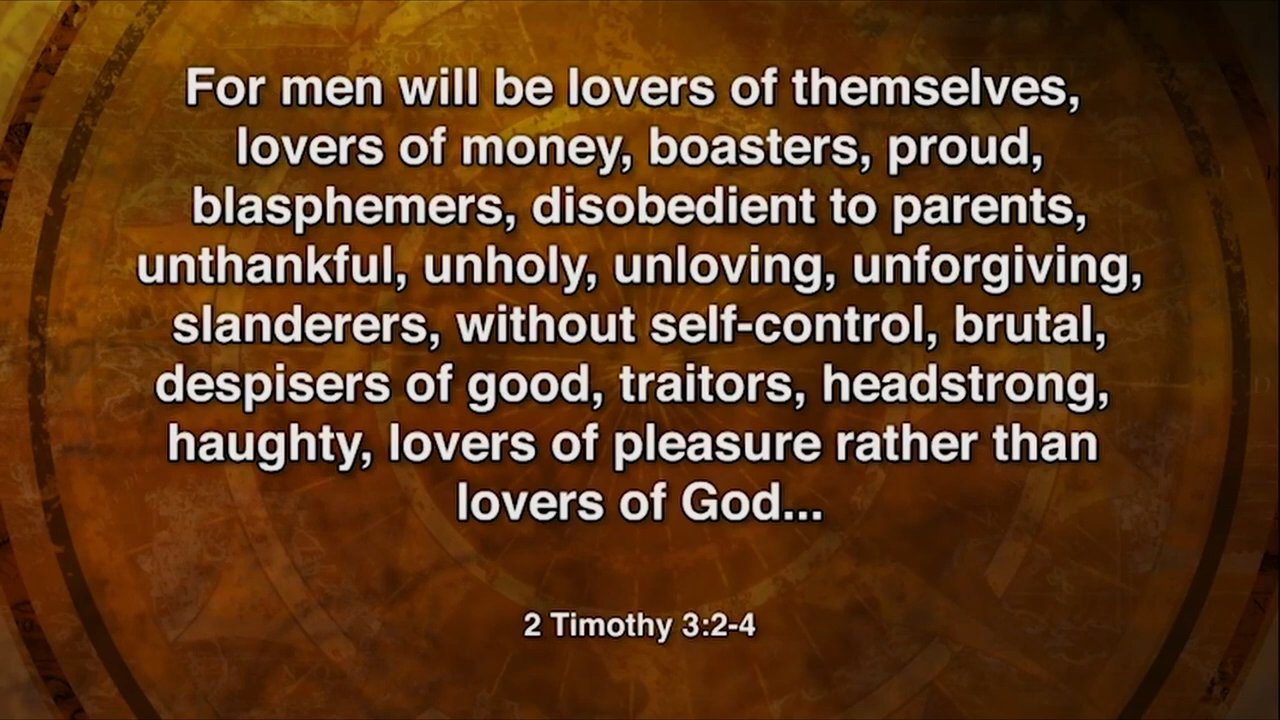 For men will be lovers of themselves,
lovers of money, boasters, proud,
blasphemers, disobedient to parents,
unthankful, unholy, unloving, unforgiving,
slanderers, without self-control, brutal,
despisers of good, traitors, headstrong,
haughty, lovers of pleasure rather than
lovers of God...
2 Timothy 3:2-4